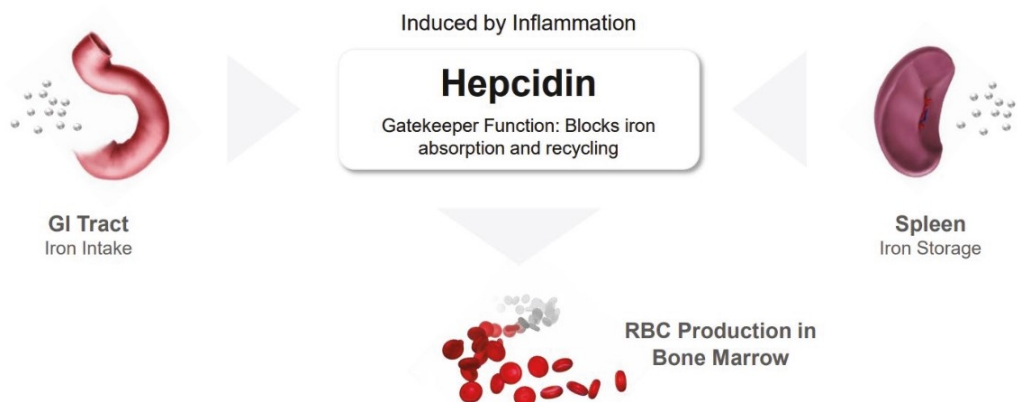 Induced by Inflammation
Hepcidin
Gatekeeper Function: Blocks iron
absorption and recycling
GI Tract
Iron Intake
Spleen
Iron Storage
RBC Production in
Bone Marrow